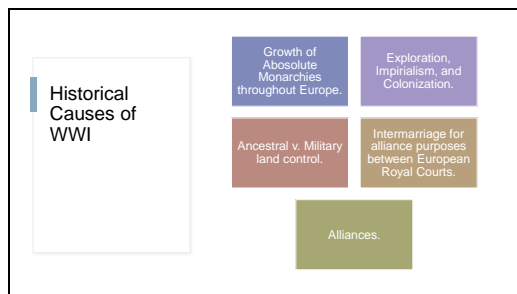 Historical
Causes of
WWI
Growth of
Abosolute
Monarchies
throughout Europe.
Exploration,
Impirialism, and
Colonization.
Ancestral v. Military
land control.
Intermarriage for
alliance purposes
between European
Royal Courts.
Alliances.